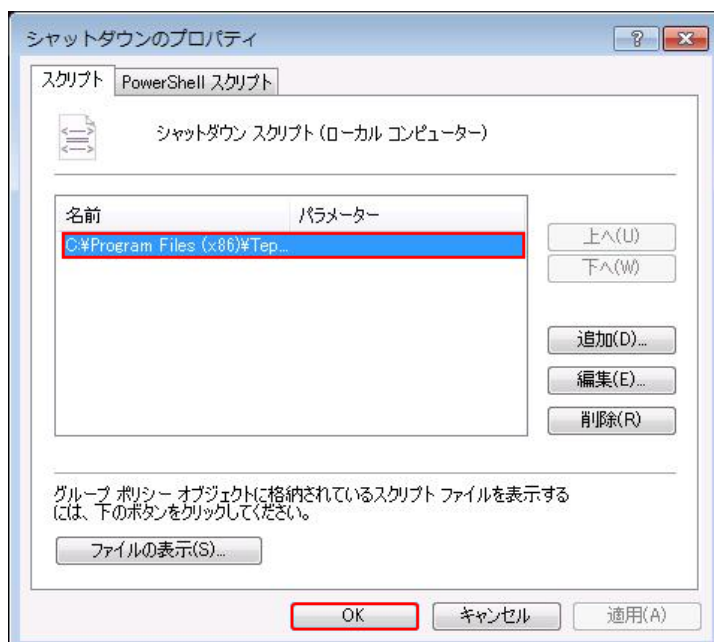 シャットダウンのプロパティ
スクリプト PowerShell スクリプト
シャットダウン スクリプト (ローカル コンピューター)
名前 パラメーター
C:¥Program Files (x86)¥Tep...
上へ(U)
下へ(W)
追加(D)...
編集(E)...
削除(R)
グループ ポリシー オブジェクトに格納されているスクリプト ファイルを表示する
には、下のボタンをクリックしてください。
ファイルの表示(S)...
OK キャンセル 適用(A)